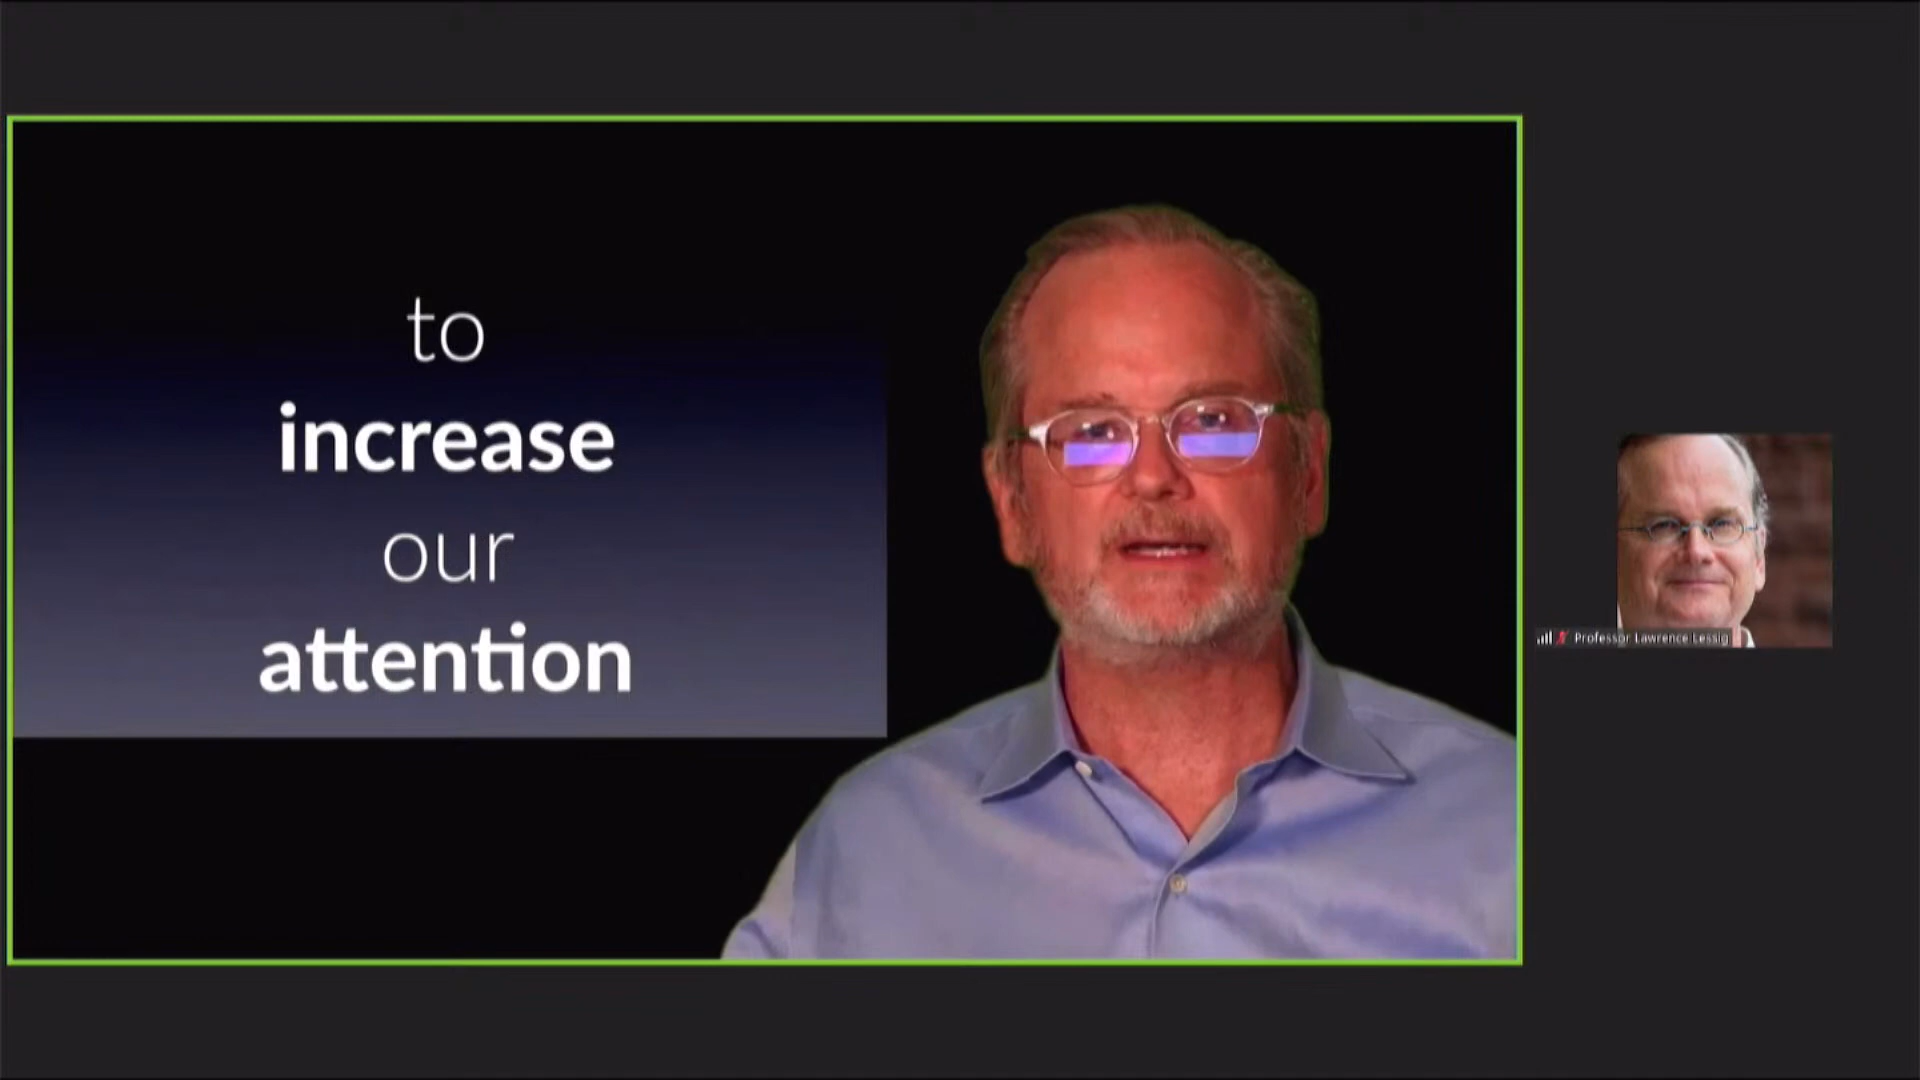 to
increase
our
attention
Professor Lawrence Lessig